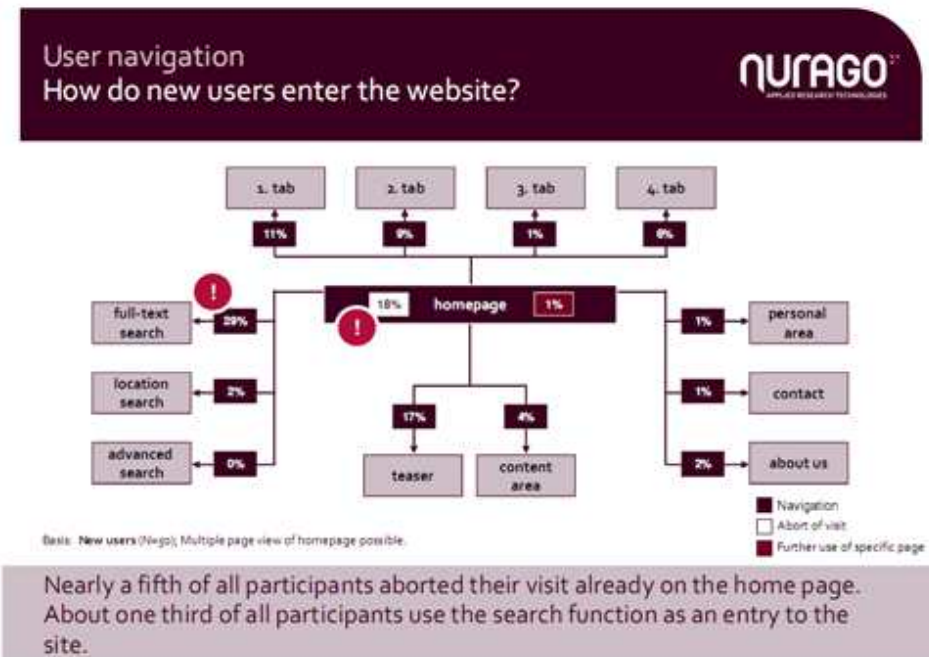 User navigation
How do new users enter the website?
nurago
APPLIED RESEARCH TECHNOLOGIES
1. tab
2. tab
3. tab
4. tab
11%
9%
1%
6%
18%
homepage
1%
!
!
full-text
search
29%
1%
personal
area
location
search
2%
1%
contact
17%
4%
advanced
search
0%
2%
about us
teaser
content
area
Navigation
Abort of visit
Further use of specific page
Basis: New users (N=90); Multiple page view of homepage possible.
Nearly a fifth of all participants aborted their visit already on the home page.
About one third of all participants use the search function as an entry to the
site.